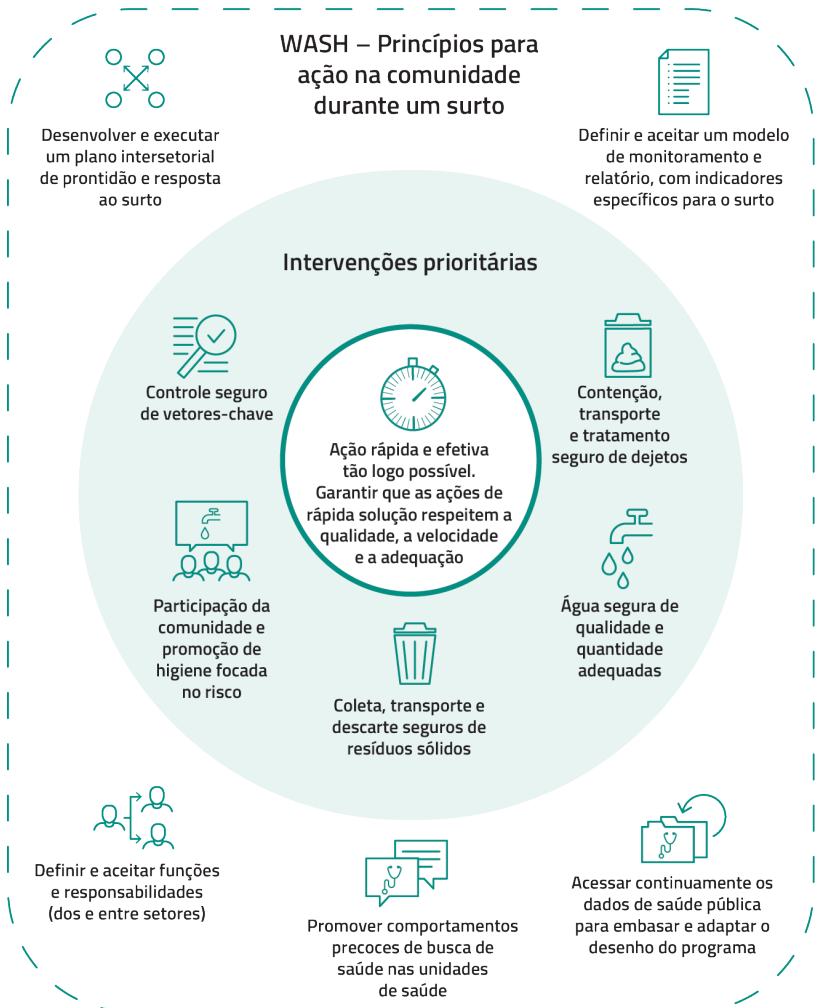 WASH – Princípios para
ação na comunidade
durante um surto
Desenvolver e executar
um plano intersetorial
de prontidão e resposta
ao surto
Definir e aceitar um modelo
de monitoramento e
relatório, com indicadores
específicos para o surto
Intervenções prioritárias
Controle seguro
de vetores-chave
Ação rápida e efetiva
tão logo possível.
Garantir que as ações de
rápida solução respeitem a
qualidade, a velocidade
e a adequação
Contenção,
transporte
e tratamento
seguro de dejetos
Participação da
comunidade e
promoção de
higiene focada
no risco
Coleta, transporte e
descarte seguros de
resíduos sólidos
Água segura de
qualidade e
quantidade
adequadas
Definir e aceitar funções
e responsabilidades
(dos e entre setores)
Promover comportamentos
precoces de busca de
saúde nas unidades
de saúde
Acessar continuamente os
dados de saúde pública
para embasar e adaptar o
desenho do programa